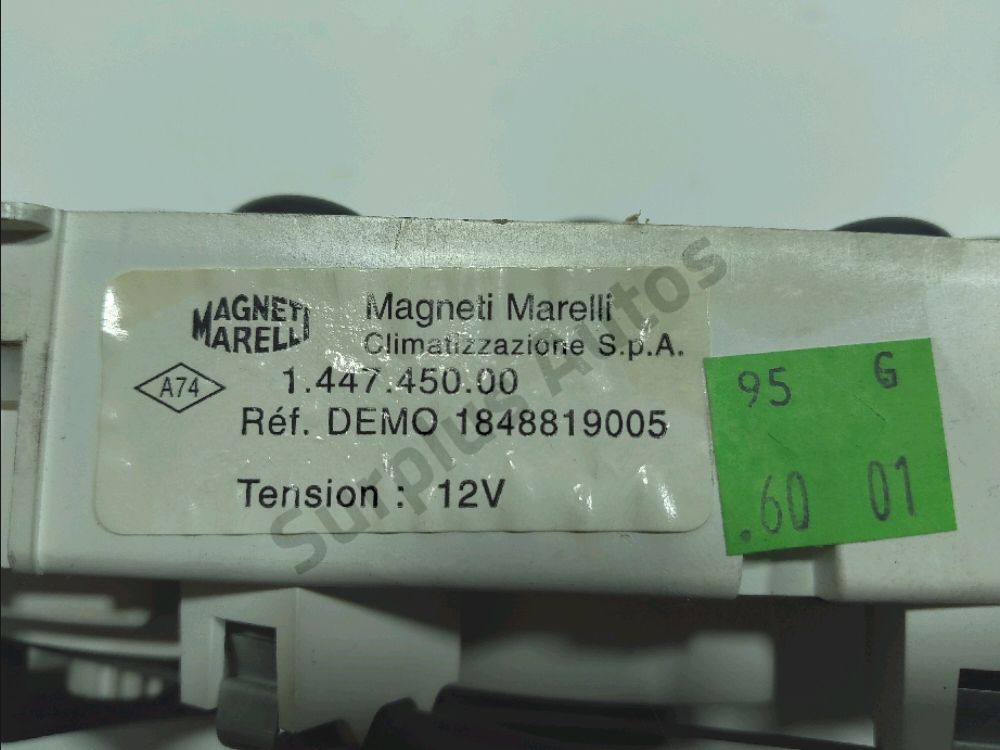 MAGNETI
MARELLI
Magneti Marelli
Climatizzazione S.p.A.
A74
1.447.450.00
Réf. DEMO 1848819005
Tension : 12V
95 G
.60 01
Surplus Autos